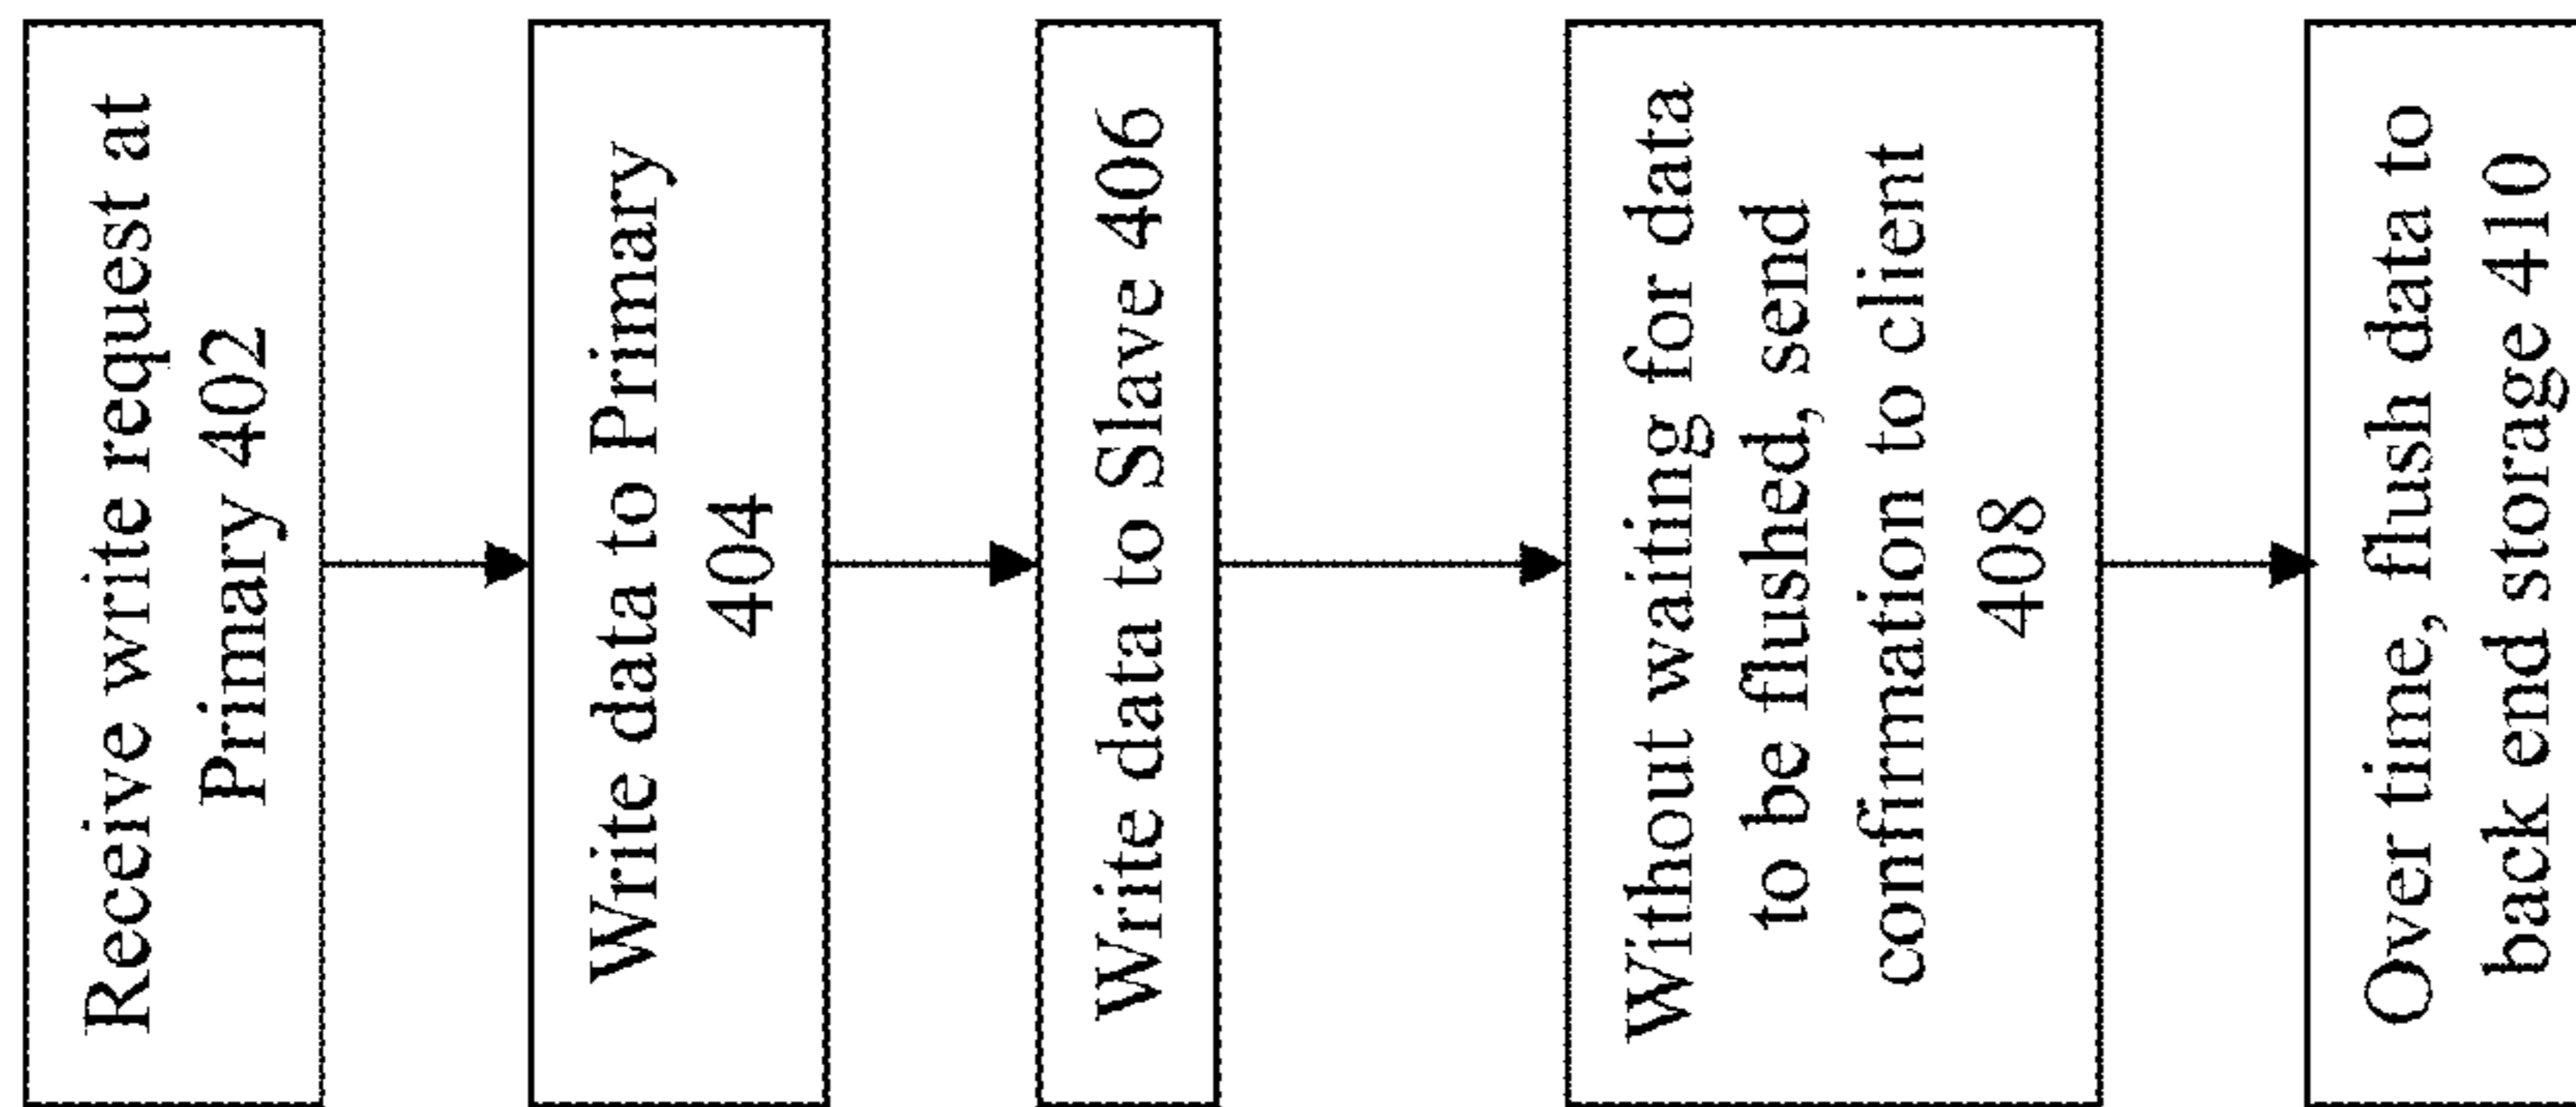 Receive write request at
Primary 402
Write data to Primary
404
Write data to Slave 406
Without waiting for data
to be flushed, send
confirmation to client
408
Over time, flush data to
back end storage 410